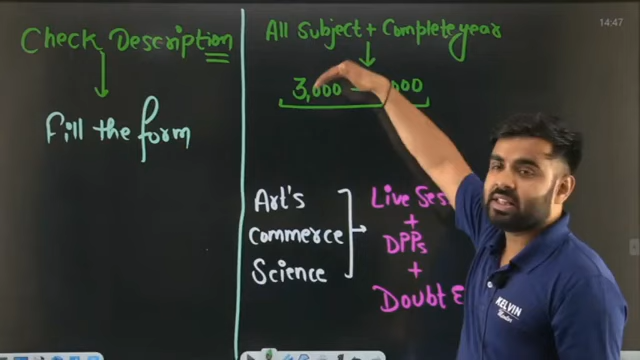 14:47
Check Description
Fill the form
All Subject + Complete year
3,000 -
Art's
Commerce
Science
Live
+
DPPs
+
Doubt
KELVIN
Mentor